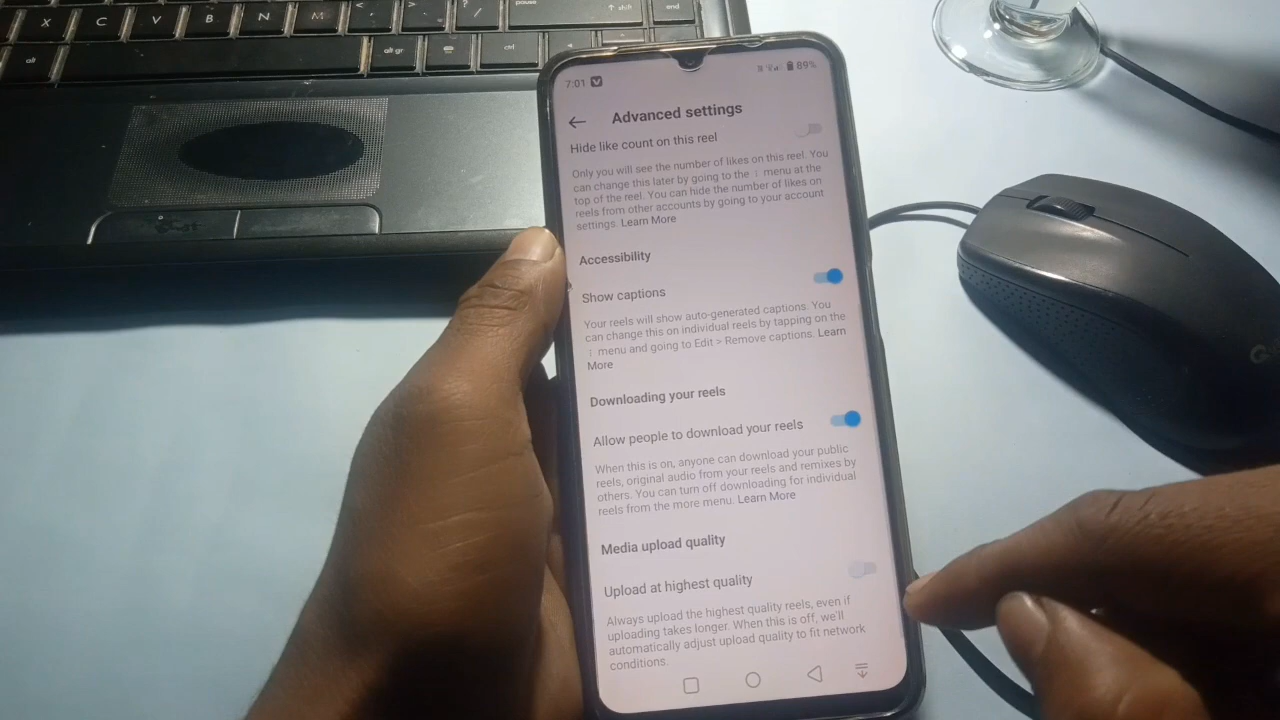 X C V B N M < , > . ? /
pause ↑ shift end
alt alt gr ctrl
7:01 89%
← Advanced settings
Hide like count on this reel
Only you will see the number of likes on this reel. You
can change this later by going to the ⋮ menu at the
top of the reel. You can hide the number of likes on
reels from other accounts by going to your account
settings. Learn More
Accessibility
Show captions
Your reels will show auto-generated captions. You
can change this on individual reels by tapping on the
⋮ menu and going to Edit > Remove captions. Learn
More
Downloading your reels
Allow people to download your reels
When this is on, anyone can download your public
reels, original audio from your reels and remixes by
others. You can turn off downloading for individual
reels from the more menu. Learn More
Media upload quality
Upload at highest quality
Always upload the highest quality reels, even if
uploading takes longer. When this is off, we'll
automatically adjust upload quality to fit network
conditions.